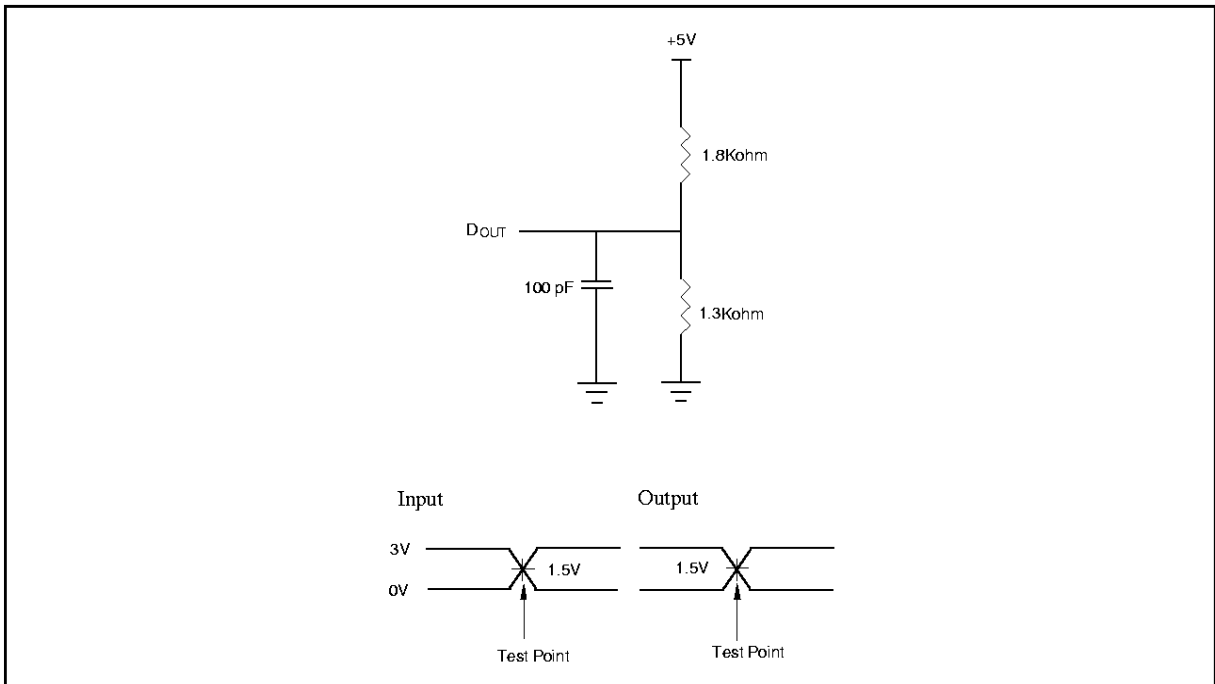 +5V
1.8Kohm
DOUT
100 pF
1.3Kohm
Input
Output
3V
1.5V
1.5V
0V
Test Point
Test Point